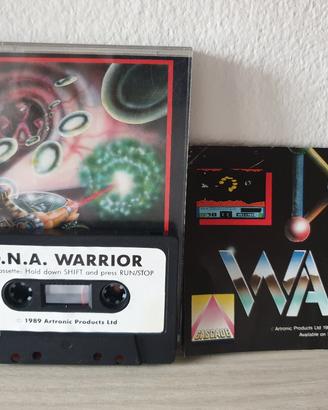 .N.A. WARRIOR
assette: Hold down SHIFT and press RUN/STOP
© 1989 Artronic Products Ltd
WA
CASCADE
© Artronic Products Ltd 19
Available on